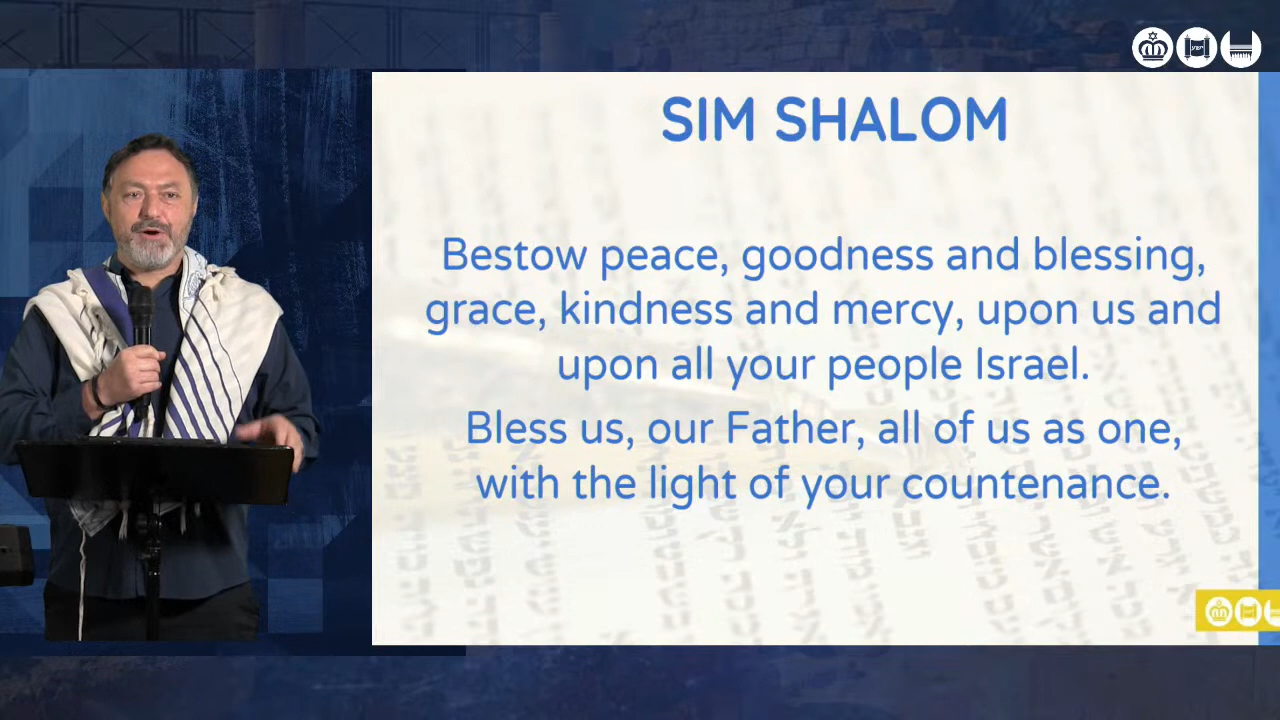 SIM SHALOM
Bestow peace, goodness and blessing,
grace, kindness and mercy, upon us and
upon all your people Israel.
Bless us, our Father, all of us as one,
with the light of your countenance.